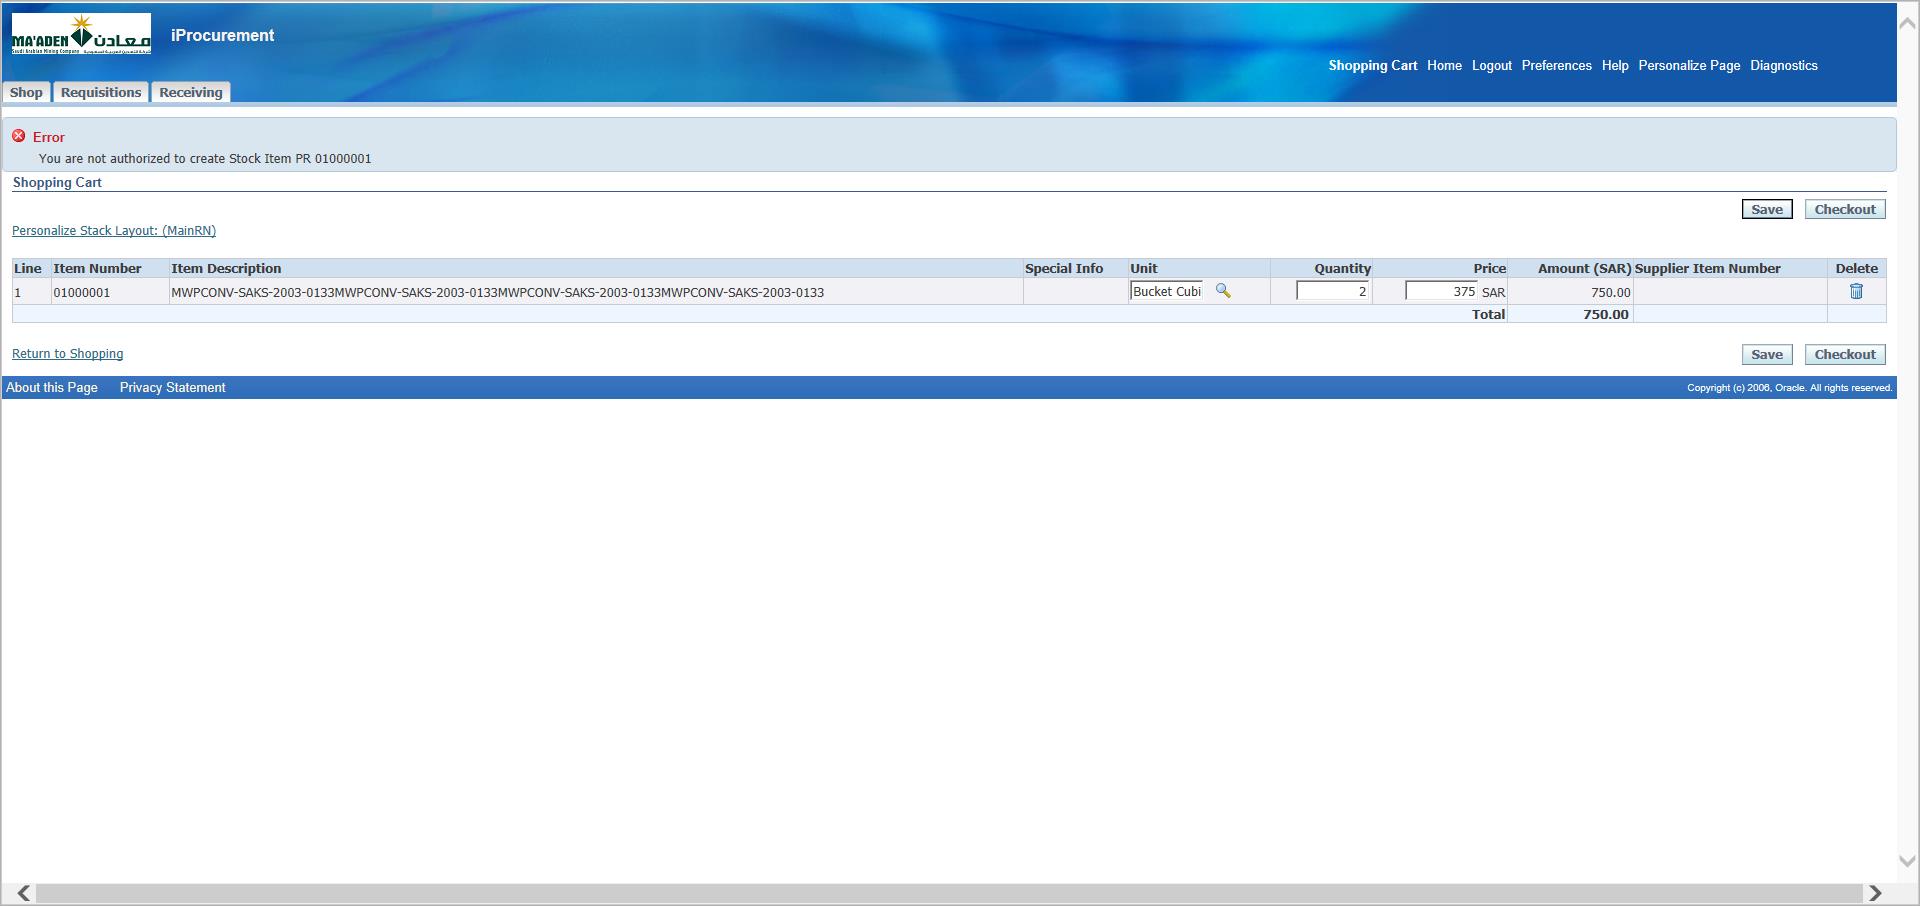 MA'ADEN معادن
Saudi Arabian Mining Company
iProcurement
Shopping Cart Home Logout Preferences Help Personalize Page Diagnostics
Shop Requisitions Receiving
Error
You are not authorized to create Stock Item PR 01000001
Shopping Cart
Save Checkout
Personalize Stack Layout: (MainRN)
Line Item Number Item Description Special Info Unit Quantity Price Amount (SAR) Supplier Item Number Delete
1 01000001 MWPCONV-SAKS-2003-0133MWPCONV-SAKS-2003-0133MWPCONV-SAKS-2003-0133MWPCONV-SAKS-2003-0133 Bucket Cubi 2 375 SAR 750.00
Total 750.00
Return to Shopping Save Checkout
About this Page Privacy Statement Copyright (c) 2006, Oracle. All rights reserved.